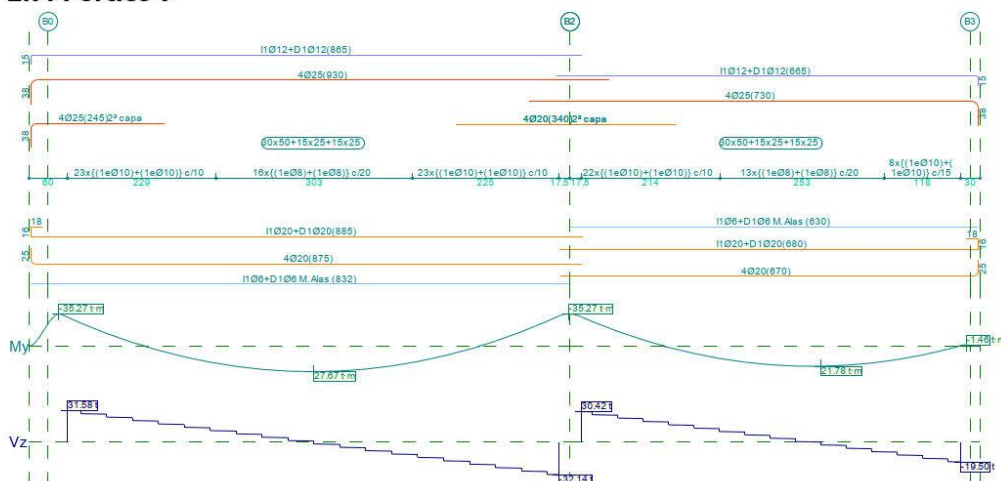 B0 B2 B3
I1Ø12+D1Ø12(865)
15
4Ø25(930)
I1Ø12+D1Ø12(665)
15
38
4Ø25(730)
38
4Ø25(245)2ª capa
38
4Ø20(340)2ª capa
30x50+15x25+15x25
30x50+15x25+15x25
23x{(1eØ10)+(1eØ10)} c/10
16x{(1eØ8)+(1eØ8)} c/20
23x{(1eØ10)+(1eØ10)} c/10
22x{(1eØ10)+(1eØ10)} c/10
13x{(1eØ8)+(1eØ8)} c/20
8x{(1eØ10)+(
1eØ10)} c/15
60 229 303 225 17.5 17.5 214 253 118 30
18
16
I1Ø20+D1Ø20(885)
I1Ø6+D1Ø6 M.Alas (630)
18
I1Ø20+D1Ø20(680)
16
25
4Ø20(875)
4Ø20(670)
25
I1Ø6+D1Ø6 M.Alas (832)
-35.27 t·m
-35.27 t·m
My
-1.46 t·m
27.67 t·m
21.78 t·m
31.58 t
30.42 t
Vz
-32.14 t
-19.50 t